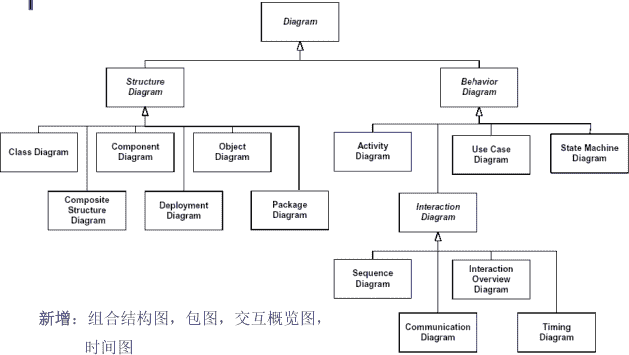 Diagram
Structure
Diagram
Behavior
Diagram
Class Diagram
Component
Diagram
Object
Diagram
Activity
Diagram
Use Case
Diagram
State Machine
Diagram
Composite
Structure
Diagram
Deployment
Diagram
Package
Diagram
Interaction
Diagram
Sequence
Diagram
Interaction
Overview
Diagram
Communication
Diagram
Timing
Diagram
新增：组合结构图，包图，交互概览图，
时间图